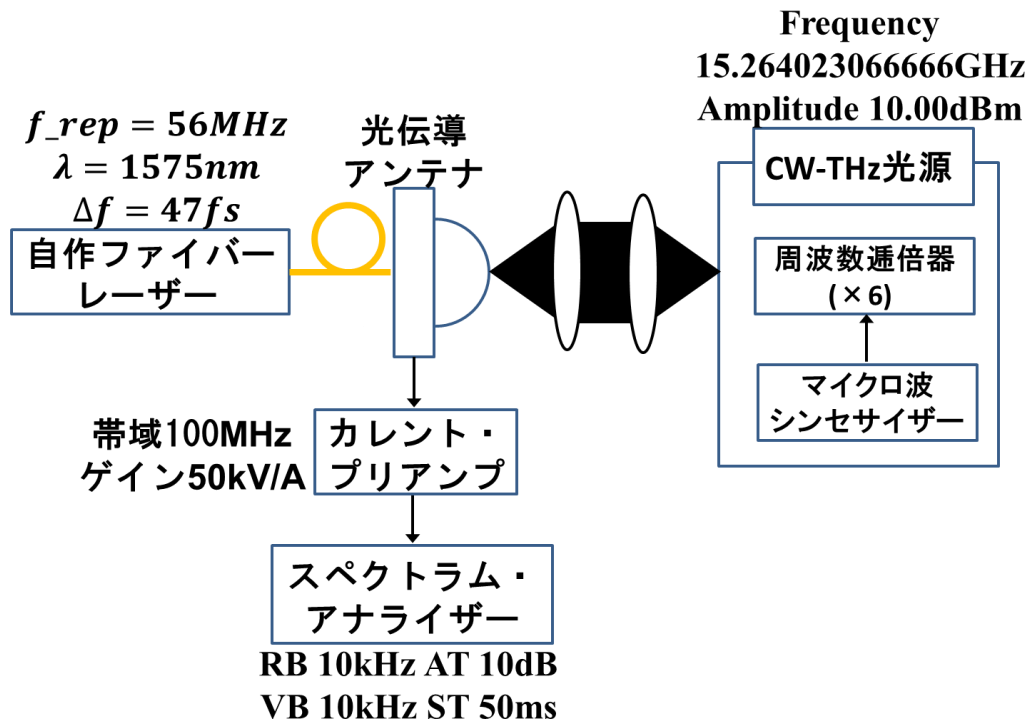 Frequency
15.264023066666GHz
Amplitude 10.00dBm
f_rep = 56MHz
λ = 1575nm
Δf = 47fs
光伝導
アンテナ
CW-THz光源
自作ファイバー
レーザー
周波数逓倍器
(×6)
マイクロ波
シンセサイザー
帯域100MHz
ゲイン50kV/A
カレント・
プリアンプ
スペクトラム・
アナライザー
RB 10kHz AT 10dB
VB 10kHz ST 50ms